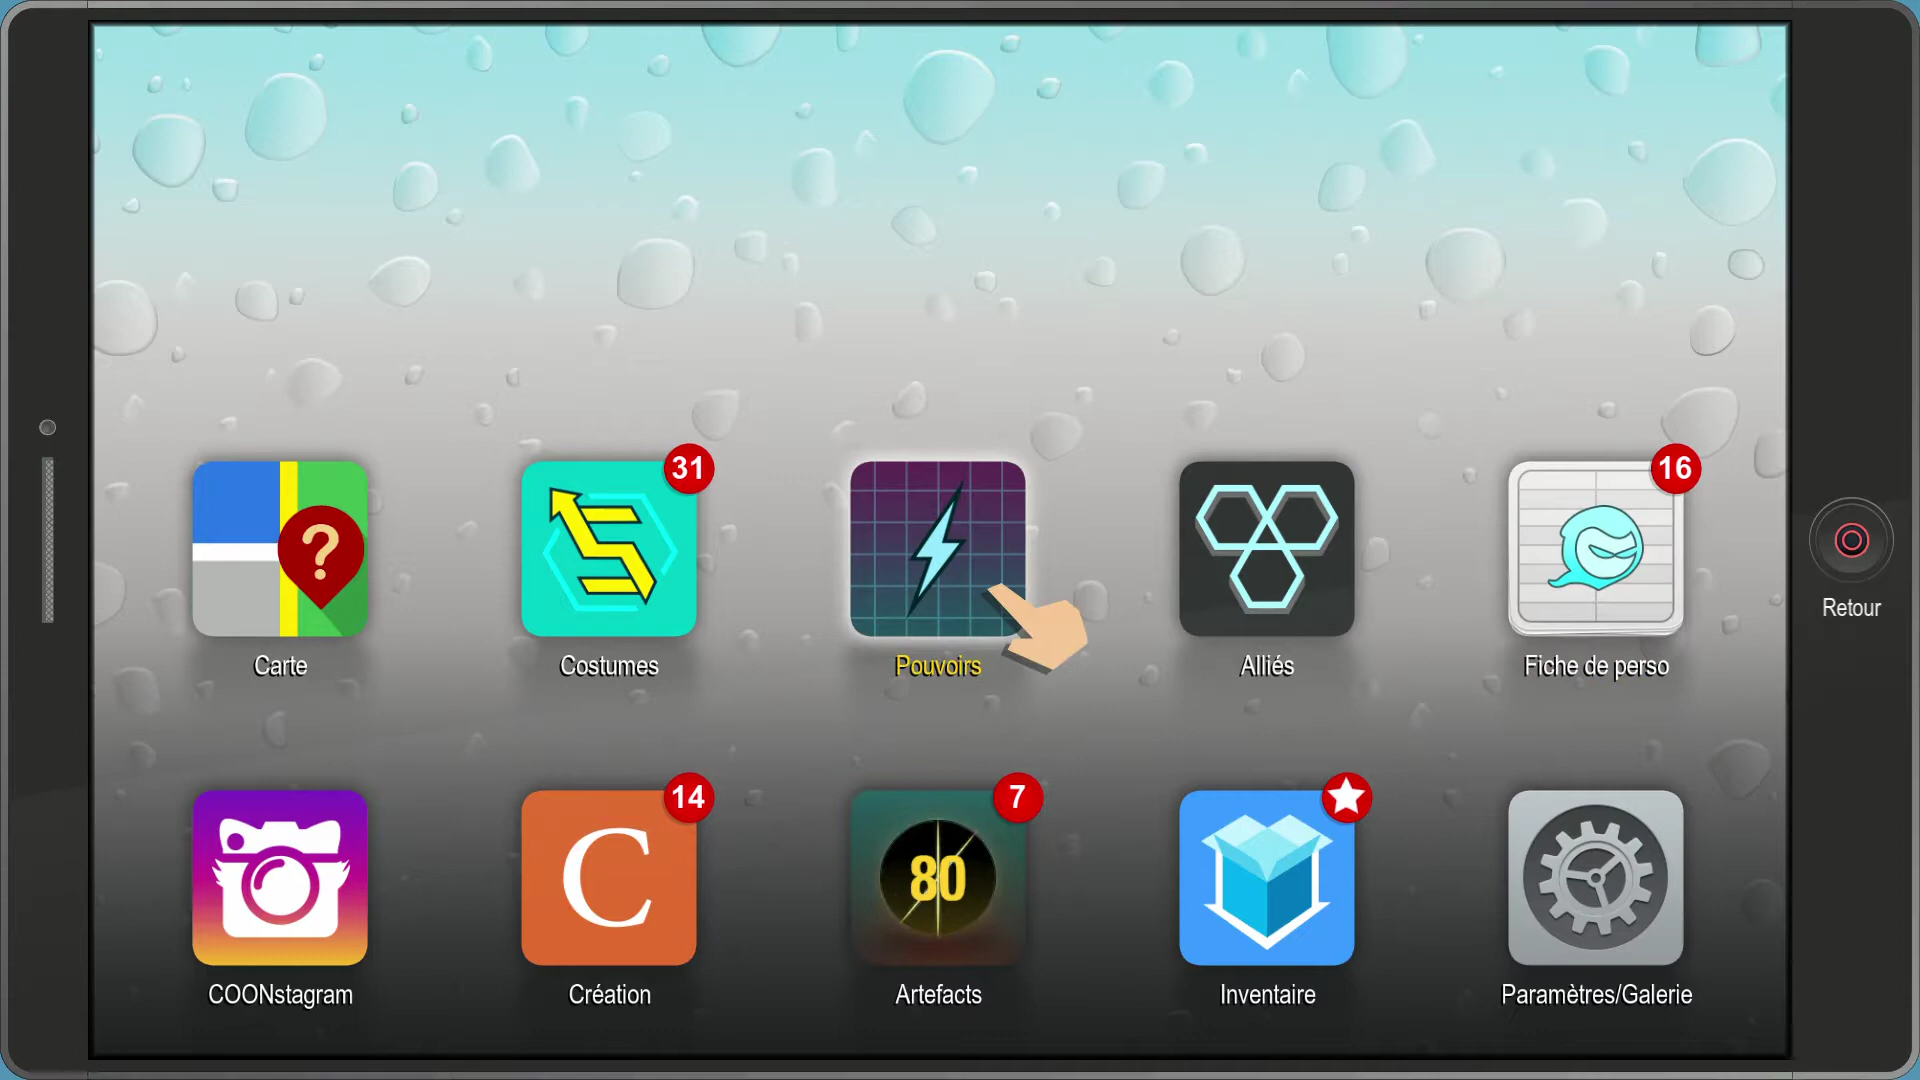 31
16
?
Carte
Costumes
Pouvoirs
Alliés
Fiche de perso
Retour
14
7
C
80
COONstagram
Création
Artefacts
Inventaire
Paramètres/Galerie